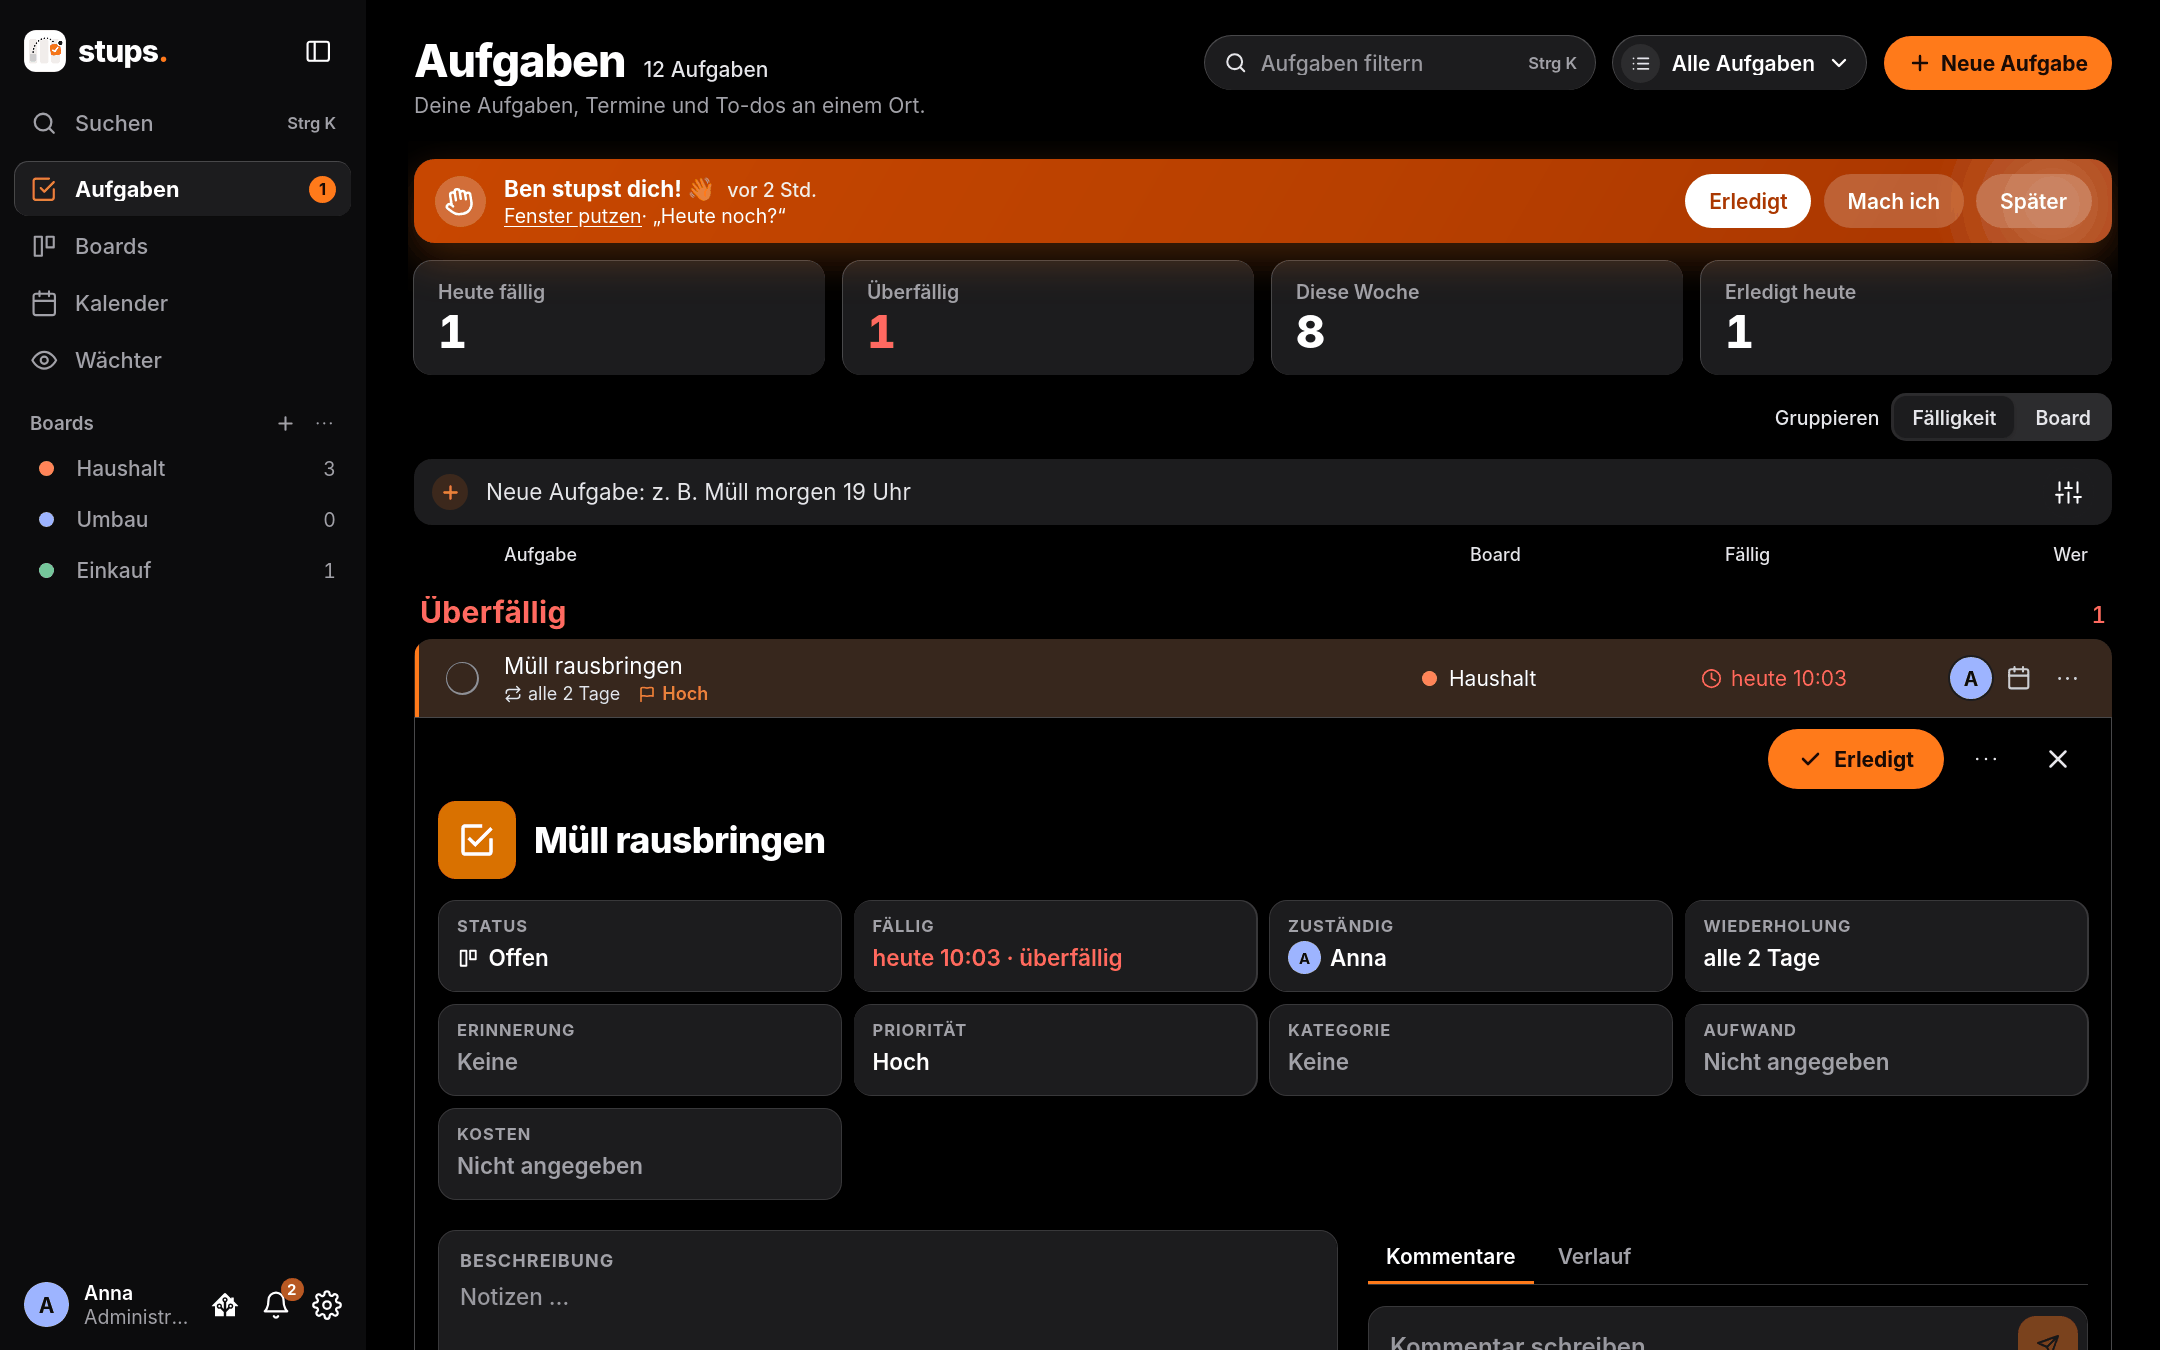 stups.
Suchen Strg K
Aufgaben 1
Boards
Kalender
Wächter
Boards
Haushalt 3
Umbau 0
Einkauf 1
A Anna
Administr...
2
Aufgaben 12 Aufgaben
Deine Aufgaben, Termine und To-dos an einem Ort.
Aufgaben filtern Strg K
Alle Aufgaben
Neue Aufgabe
Ben stupst dich! 👋 vor 2 Std.
Fenster putzen· „Heute noch?“
Erledigt Mach ich Später
Heute fällig
1
Überfällig
1
Diese Woche
8
Erledigt heute
1
Gruppieren Fälligkeit Board
Neue Aufgabe: z. B. Müll morgen 19 Uhr
Aufgabe Board Fällig Wer
Überfällig 1
Müll rausbringen
alle 2 Tage Hoch
Haushalt heute 10:03 A
Erledigt
Müll rausbringen
STATUS
Offen
FÄLLIG
heute 10:03 · überfällig
ZUSTÄNDIG
A Anna
WIEDERHOLUNG
alle 2 Tage
ERINNERUNG
Keine
PRIORITÄT
Hoch
KATEGORIE
Keine
AUFWAND
Nicht angegeben
KOSTEN
Nicht angegeben
BESCHREIBUNG
Notizen ...
Kommentare Verlauf
Kommentar schreiben